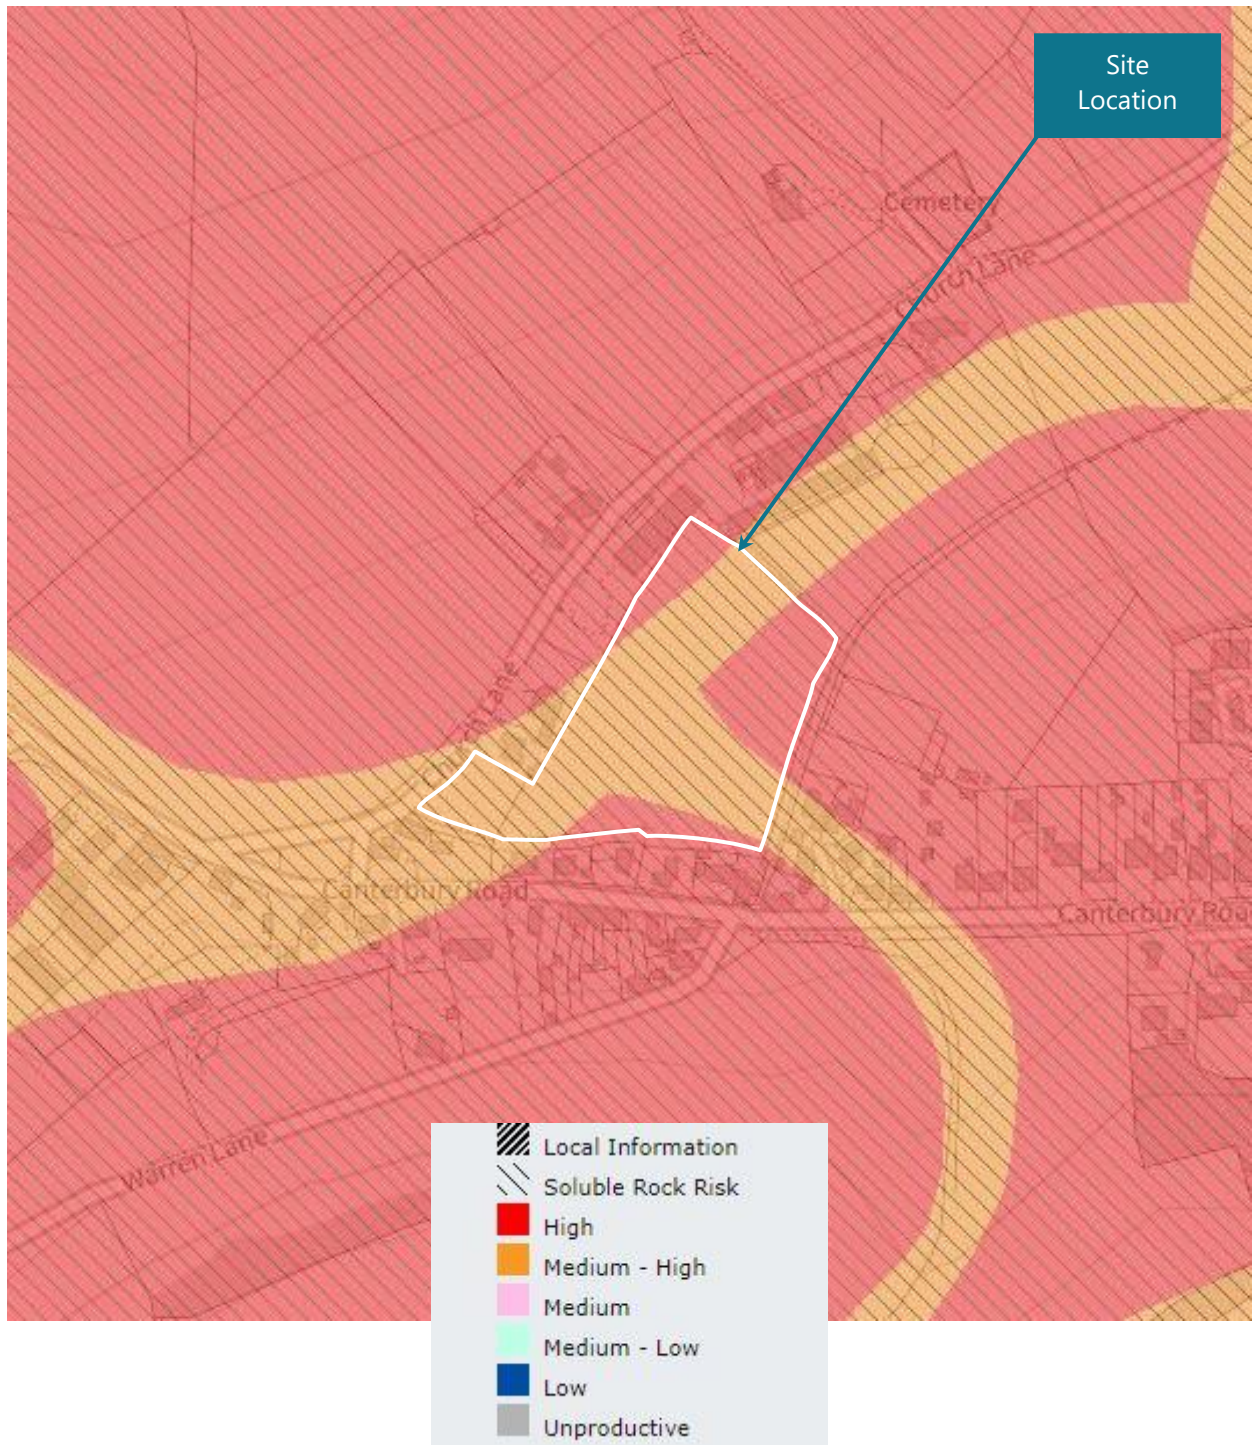 Site
Location
Cemetery
Church Lane
Church Lane
Canterbury Road
Canterbury Roa
Warren Lane
Local Information
Soluble Rock Risk
High
Medium - High
Medium
Medium - Low
Low
Unproductive